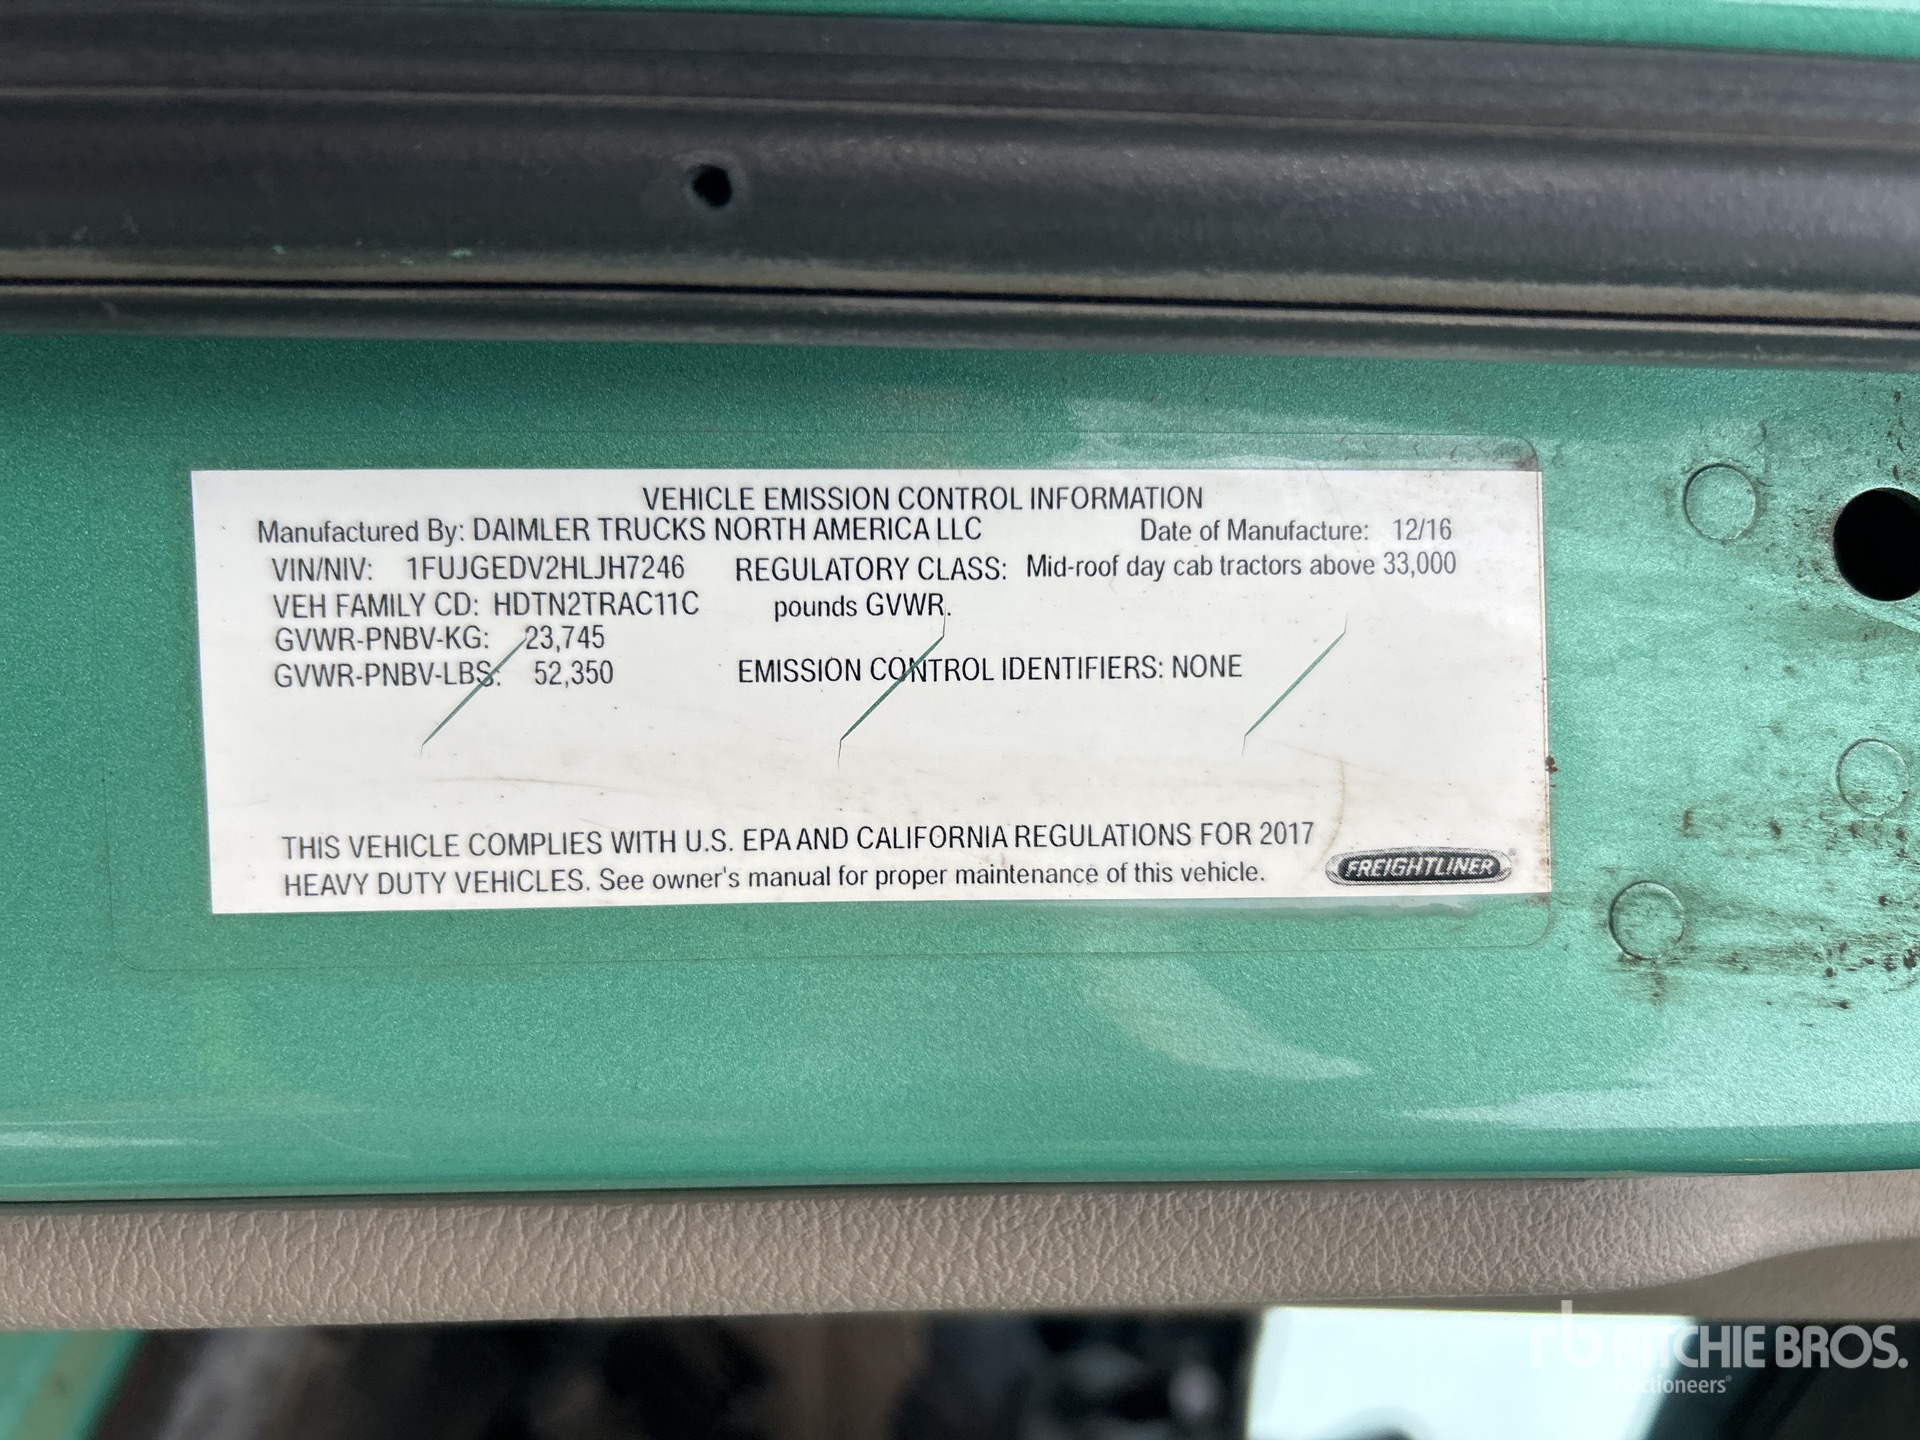 VEHICLE EMISSION CONTROL INFORMATION
Manufactured By: DAIMLER TRUCKS NORTH AMERICA LLC Date of Manufacture: 12/16
VIN/NIV: 1FUJGEDV2HLJH7246 REGULATORY CLASS: Mid-roof day cab tractors above 33,000
VEH FAMILY CD: HDTN2TRAC11C pounds GVWR.
GVWR-PNBV-KG: 23,745
GVWR-PNBV-LBS: 52,350 EMISSION CONTROL IDENTIFIERS: NONE
THIS VEHICLE COMPLIES WITH U.S. EPA AND CALIFORNIA REGULATIONS FOR 2017
HEAVY DUTY VEHICLES. See owner's manual for proper maintenance of this vehicle.
FREIGHTLINER®
rb RITCHIE BROS.
Auctioneers®